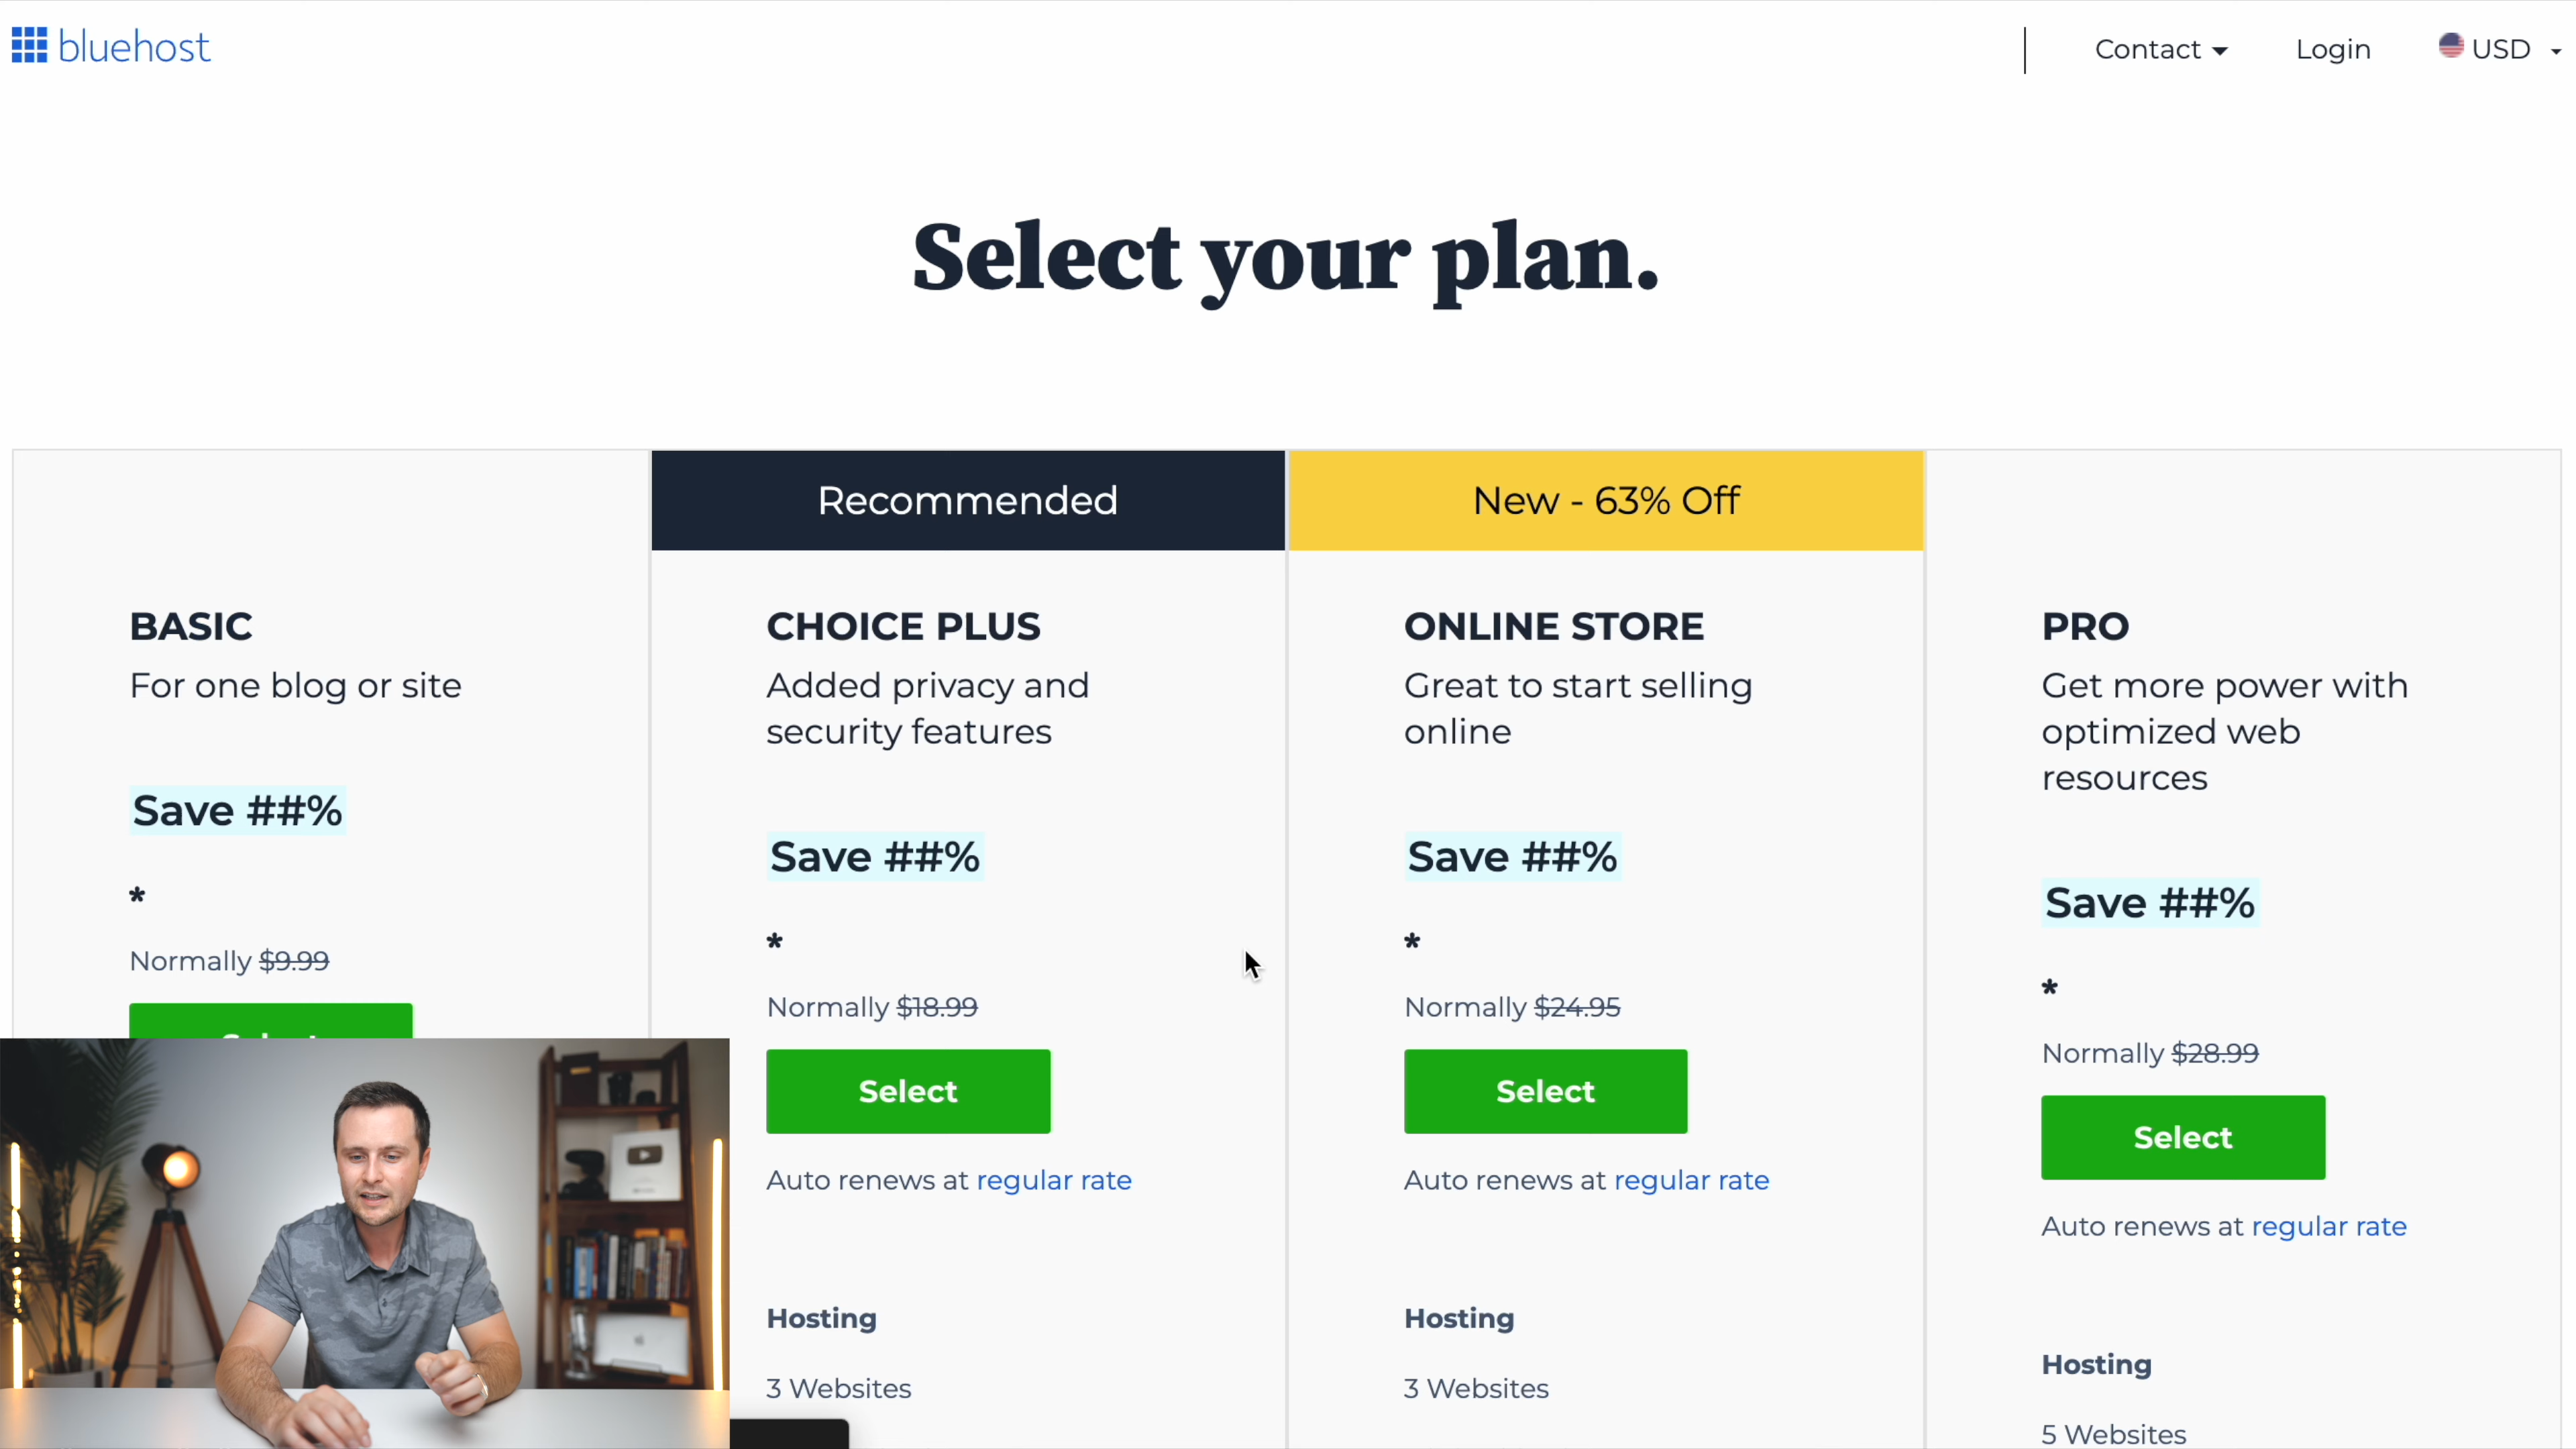 bluehost
Contact
Login
USD
Select your plan.
BASIC
For one blog or site
Save ##%
*
Normally $9.99
Recommended
CHOICE PLUS
Added privacy and
security features
Save ##%
*
Normally $18.99
Select
Auto renews at regular rate
Hosting
3 Websites
New - 63% Off
ONLINE STORE
Great to start selling
online
Save ##%
*
Normally $24.95
Select
Auto renews at regular rate
Hosting
3 Websites
PRO
Get more power with
optimized web
resources
Save ##%
*
Normally $28.99
Select
Auto renews at regular rate
Hosting
5 Websites